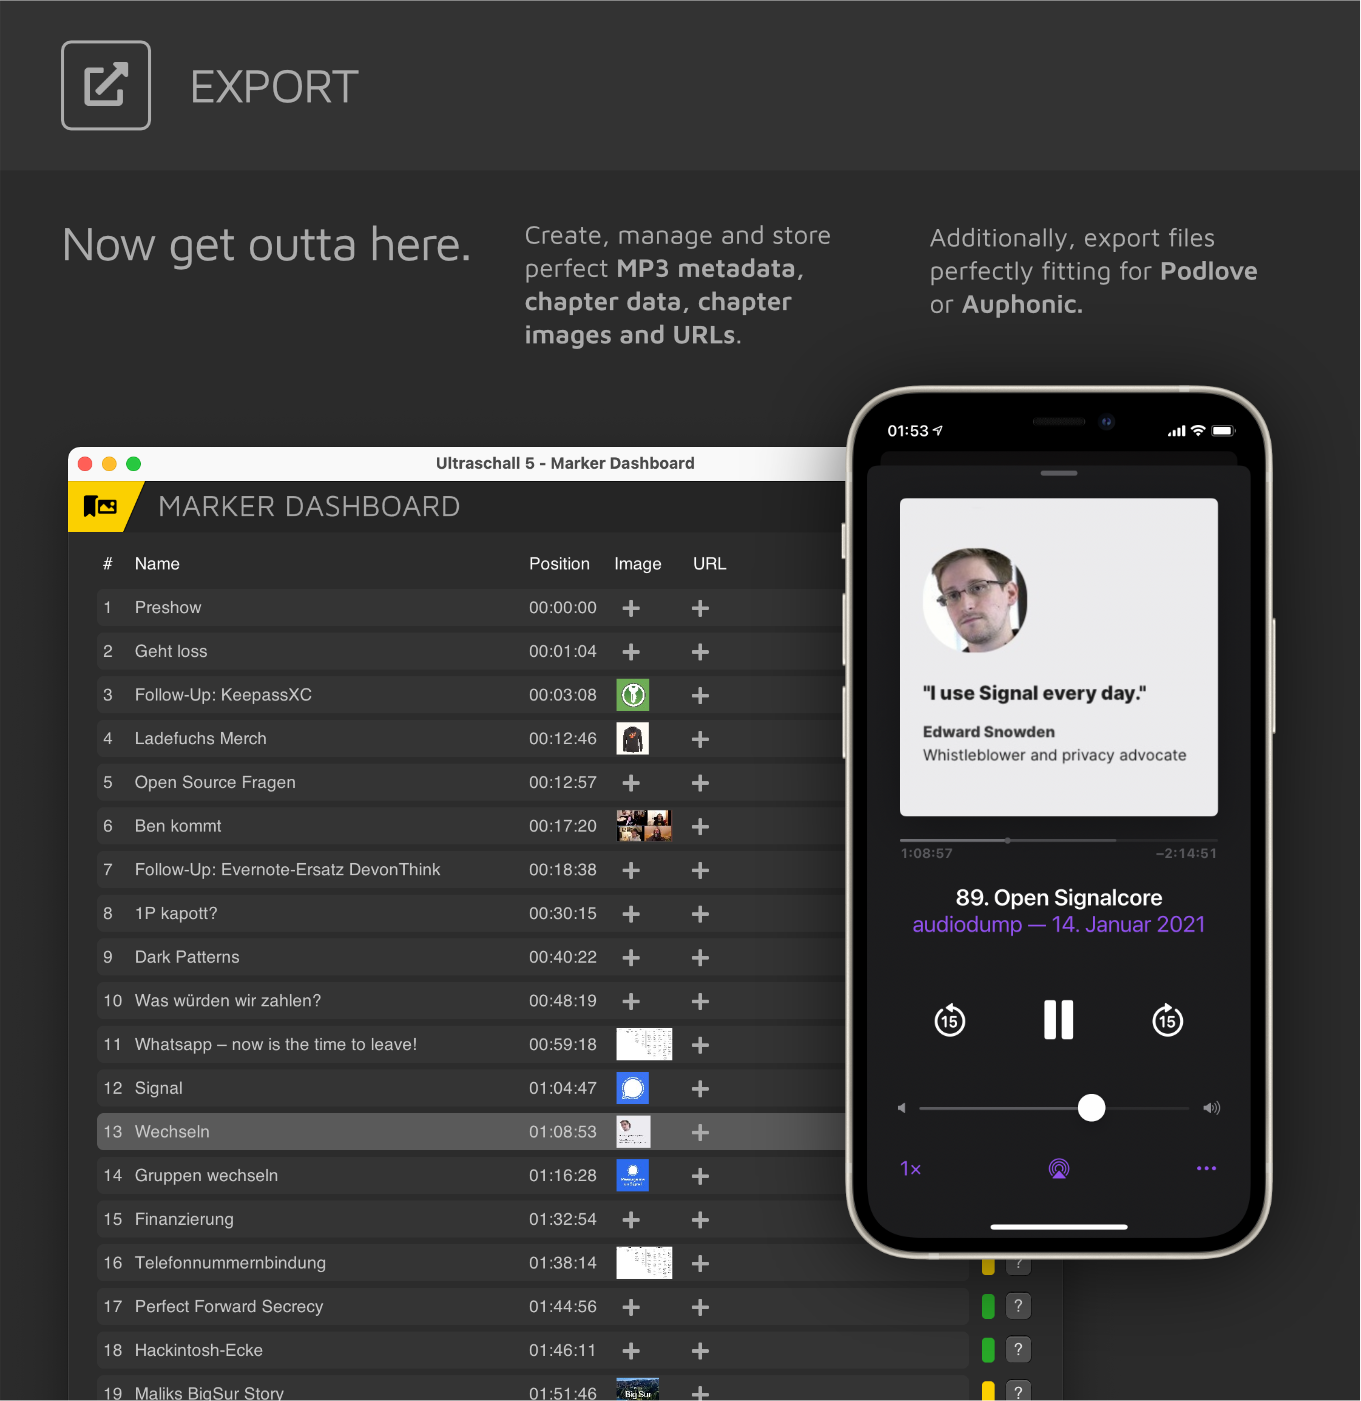 EXPORT
Now get outta here.
Create, manage and store
perfect MP3 metadata,
chapter data, chapter
images and URLs.
Additionally, export files
perfectly fitting for Podlove
or Auphonic.
Ultraschall 5 - Marker Dashboard
MARKER DASHBOARD
# Name Position Image URL
1 Preshow 00:00:00
2 Geht loss 00:01:04
3 Follow-Up: KeepassXC 00:03:08
4 Ladefuchs Merch 00:12:46
5 Open Source Fragen 00:12:57
6 Ben kommt 00:17:20
7 Follow-Up: Evernote-Ersatz DevonThink 00:18:38
8 1P kapott? 00:30:15
9 Dark Patterns 00:40:22
10 Was würden wir zahlen? 00:48:19
11 Whatsapp – now is the time to leave! 00:59:18
12 Signal 01:04:47
13 Wechseln 01:08:53
14 Gruppen wechseln 01:16:28
15 Finanzierung 01:32:54
16 Telefonnummernbindung 01:38:14 ?
17 Perfect Forward Secrecy 01:44:56 ?
18 Hackintosh-Ecke 01:46:11 ?
19 Maliks BigSur Story 01:51:46 Big Sur ?
01:53
"I use Signal every day."
Edward Snowden
Whistleblower and privacy advocate
1:08:57 –2:14:51
89. Open Signalcore
audiodump — 14. Januar 2021
15 15
1×